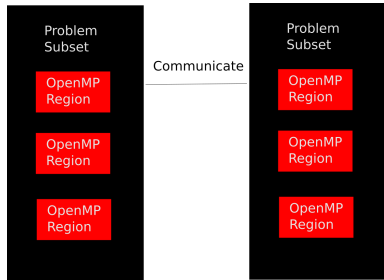 Problem
Subset
OpenMP
Region
OpenMP
Region
OpenMP
Region
Communicate
Problem
Subset
OpenMP
Region
OpenMP
Region
OpenMP
Region